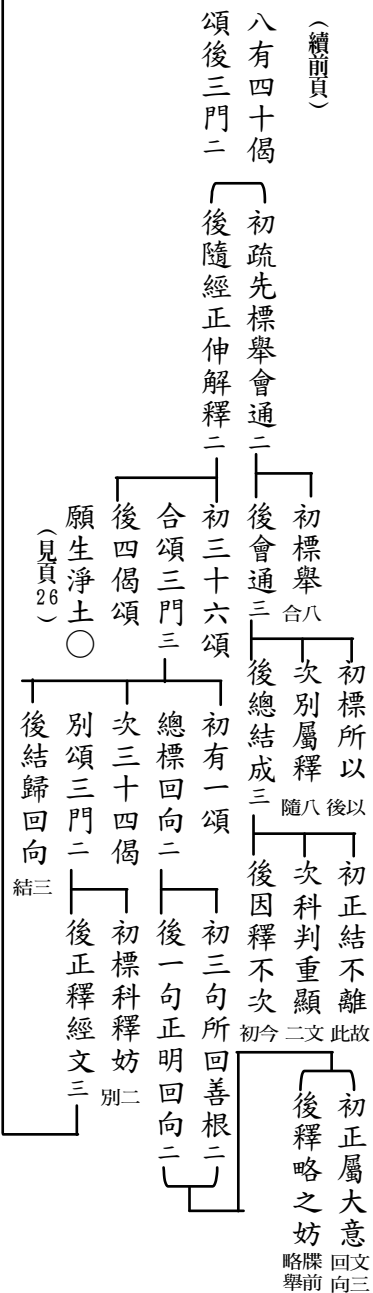 （續前頁）
八有四十偈
頌後三門二
初疏先標舉會通二
後隨經正伸解釋二
初標舉 八合
後會通三
初三十六頌
合頌三門三
後四偈頌
願生淨土○
（見頁26）
初標所以 以後
次別屬釋 八隨
後總結成三
初有一頌
總標回向二
次三十四偈
別頌三門二
後結歸回向 三結
初正結不離 故此
次科判重顯 文二
後因釋不次 今初
初三句所回善根二
後一句正明回向二
初標科釋妨 二別
後正釋經文三
初正屬大意 文三回向
後釋略之妨 牒前略舉